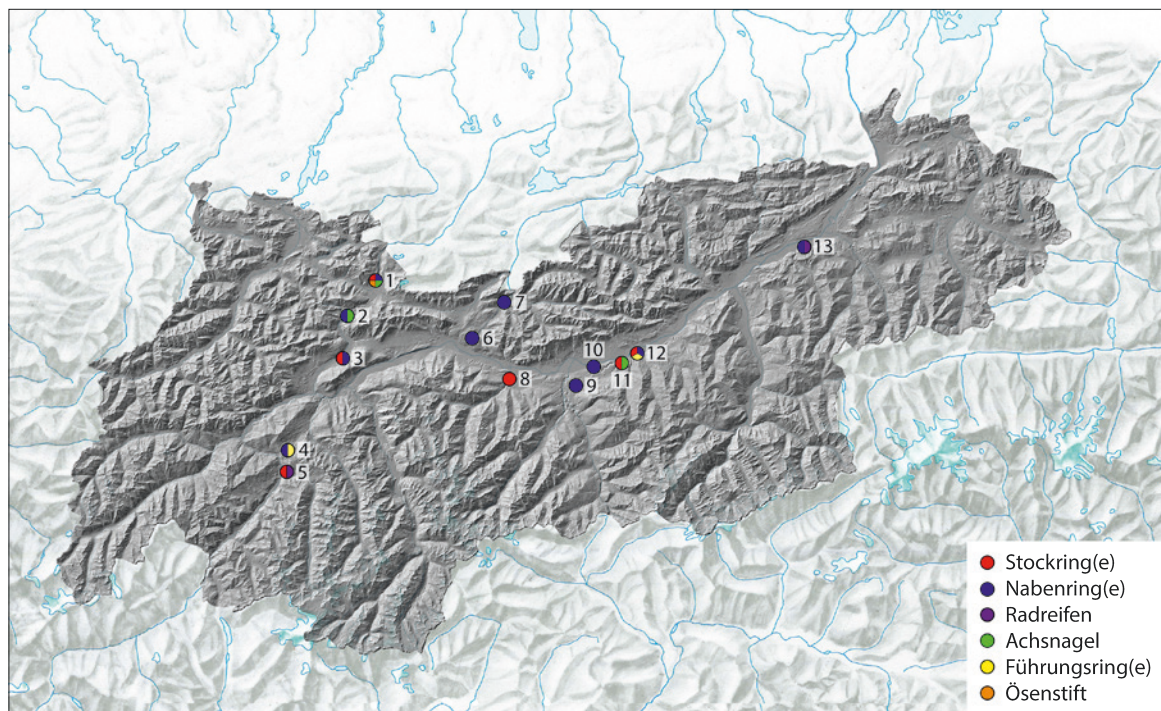 1
2
3
4
5
6
7
8
9
10
11
12
13
Stockring(e)
Nabenring(e)
Radreifen
Achsnagel
Führungsring(e)
Ösenstift